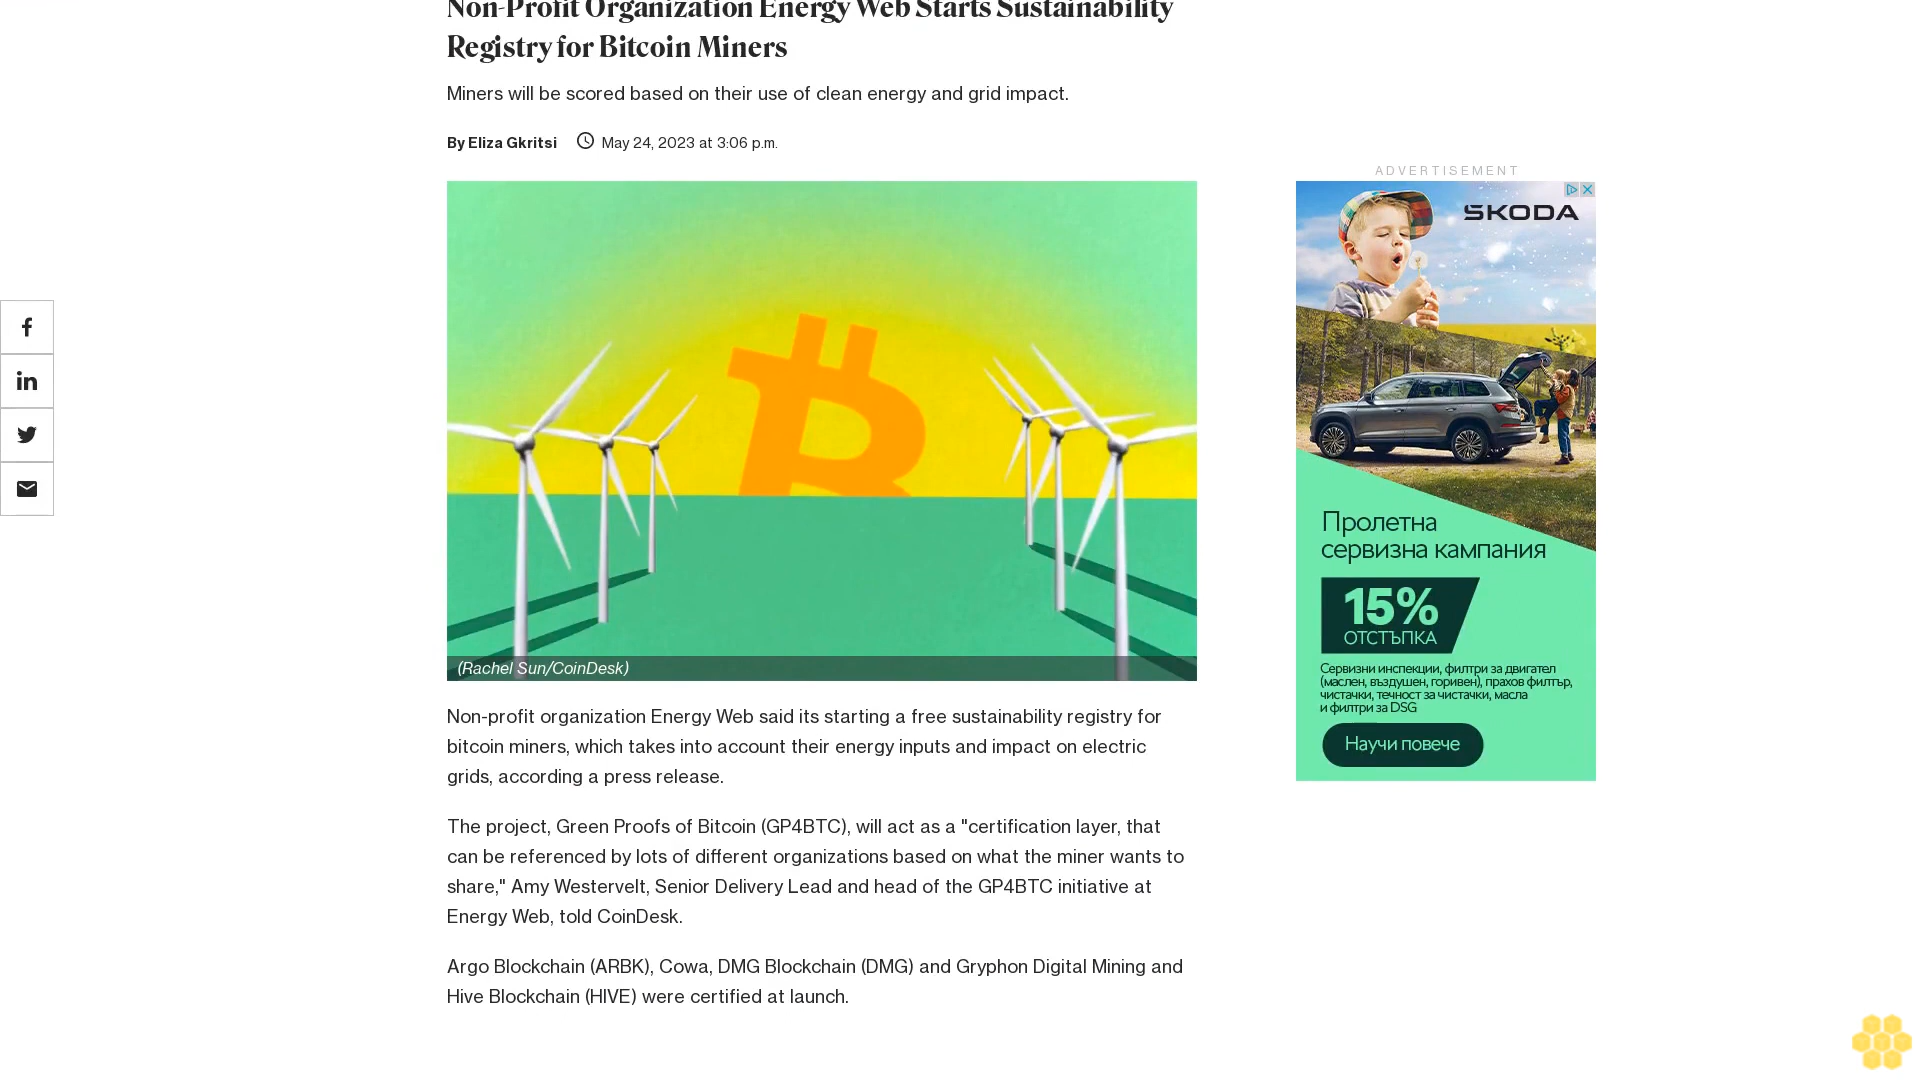 Non-Profit Organization Energy Web Starts Sustainability
Registry for Bitcoin Miners
Miners will be scored based on their use of clean energy and grid impact.
By Eliza Gkritsi May 24, 2023 at 3:06 p.m.
ADVERTISEMENT
ŠKODA
(Rachel Sun/CoinDesk)
Пролетна
сервизна кампания
15%
ОТСТЪПКА
Сервизни инспекции, филтри за двигател
(маслен, въздушен, горивен), прахов филтър,
чистачки, течност за чистачки, масла
и филтри за DSG
Научи повече
Non-profit organization Energy Web said its starting a free sustainability registry for
bitcoin miners, which takes into account their energy inputs and impact on electric
grids, according a press release.
The project, Green Proofs of Bitcoin (GP4BTC), will act as a "certification layer, that
can be referenced by lots of different organizations based on what the miner wants to
share," Amy Westervelt, Senior Delivery Lead and head of the GP4BTC initiative at
Energy Web, told CoinDesk.
Argo Blockchain (ARBK), Cowa, DMG Blockchain (DMG) and Gryphon Digital Mining and
Hive Blockchain (HIVE) were certified at launch.